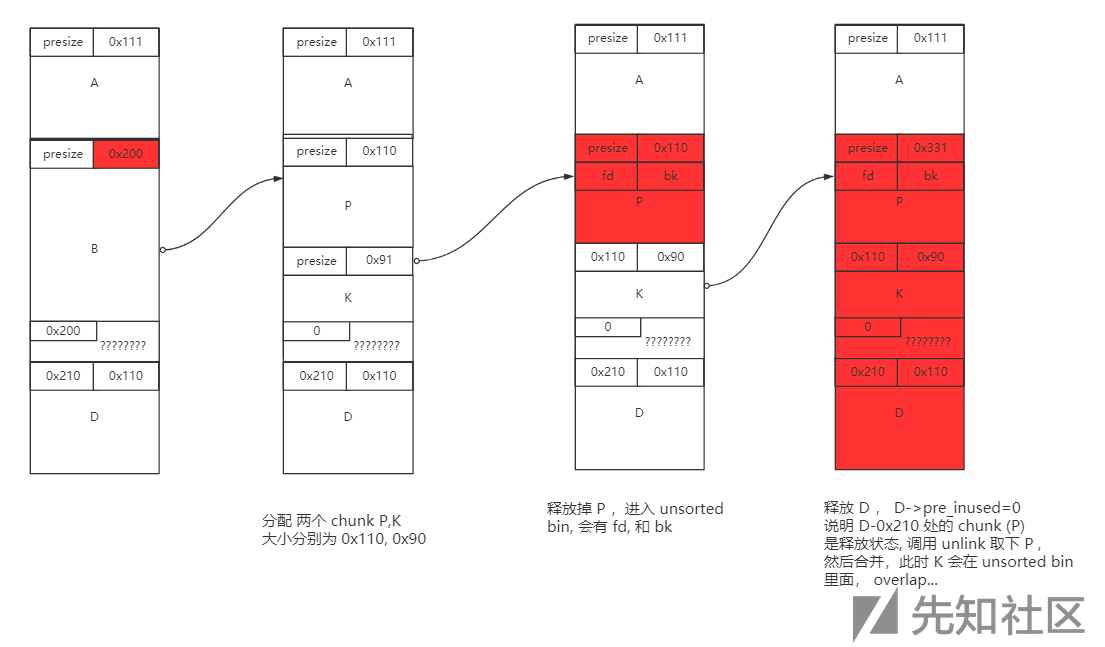 presize 0x111
A
presize 0x200
B
0x200
????????
0x210 0x110
D
presize 0x111
A
presize 0x110
P
presize 0x91
K
0
????????
0x210 0x110
D
分配 两个 chunk P,K
大小分别为 0x110, 0x90
presize 0x111
A
presize 0x110
fd bk
P
0x110 0x90
K
0
????????
0x210 0x110
D
释放掉 P ，进入 unsorted
bin, 会有 fd, 和 bk
presize 0x111
A
presize 0x331
fd bk
P
0x110 0x90
K
0
????????
0x210 0x110
D
释放 D ， D->pre_inused=0
说明 D-0x210 处的 chunk (P)
是释放状态, 调用 unlink 取下 P ，
然后合并，此时 K 会在 unsorted bin
里面， overlap...
先知社区